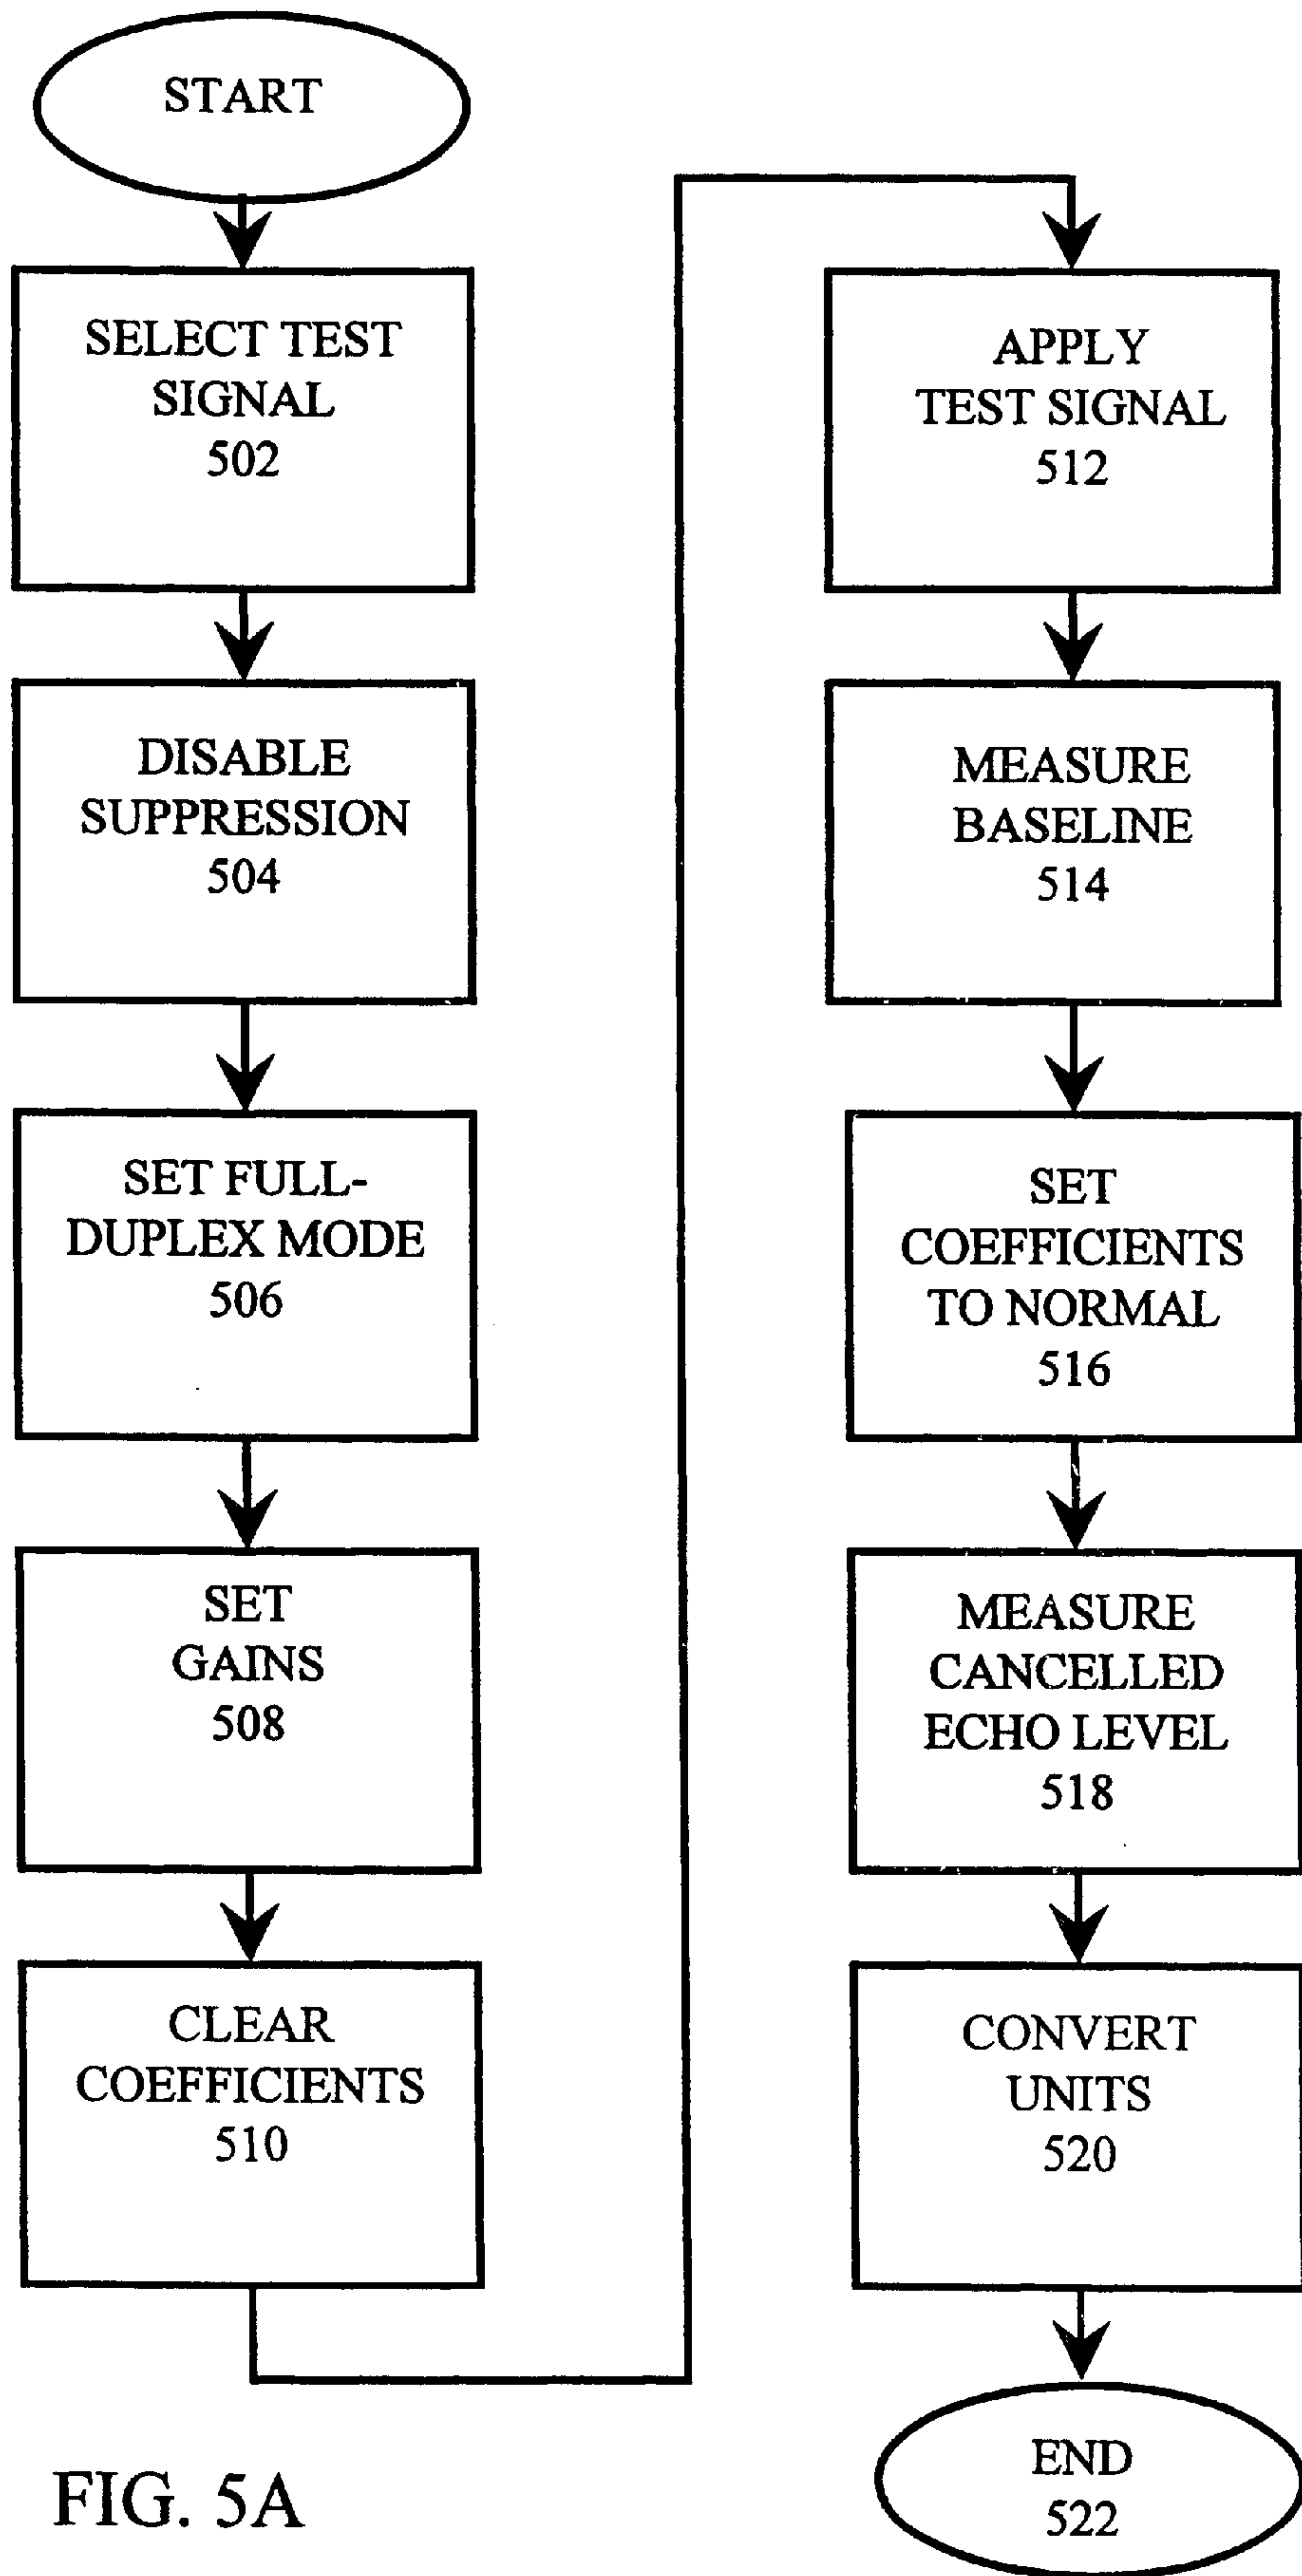 START
SELECT TEST
SIGNAL
502
DISABLE
SUPPRESSION
504
SET FULL-
DUPLEX MODE
506
SET
GAINS
508
CLEAR
COEFFICIENTS
510
APPLY
TEST SIGNAL
512
MEASURE
BASELINE
514
SET
COEFFICIENTS
TO NORMAL
516
MEASURE
CANCELLED
ECHO LEVEL
518
CONVERT
UNITS
520
END
522
FIG. 5A